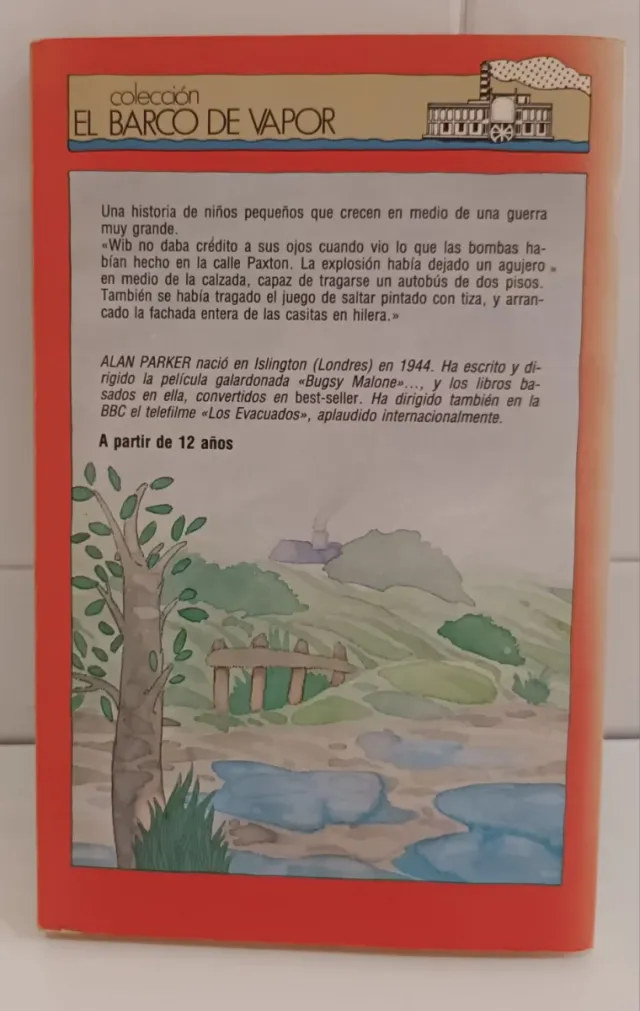 colección
EL BARCO DE VAPOR
Una historia de niños pequeños que crecen en medio de una guerra
muy grande.
«Wib no daba crédito a sus ojos cuando vio lo que las bombas ha-
bían hecho en la calle Paxton. La explosión había dejado un agujero
en medio de la calzada, capaz de tragarse un autobús de dos pisos.
También se había tragado el juego de saltar pintado con tiza, y arran-
cado la fachada entera de las casitas en hilera.»
ALAN PARKER nació en Islington (Londres) en 1944. Ha escrito y di-
rigido la película galardonada «Bugsy Malone»..., y los libros ba-
sados en ella, convertidos en best-seller. Ha dirigido también en la
BBC el telefilme «Los Evacuados», aplaudido internacionalmente.
A partir de 12 años